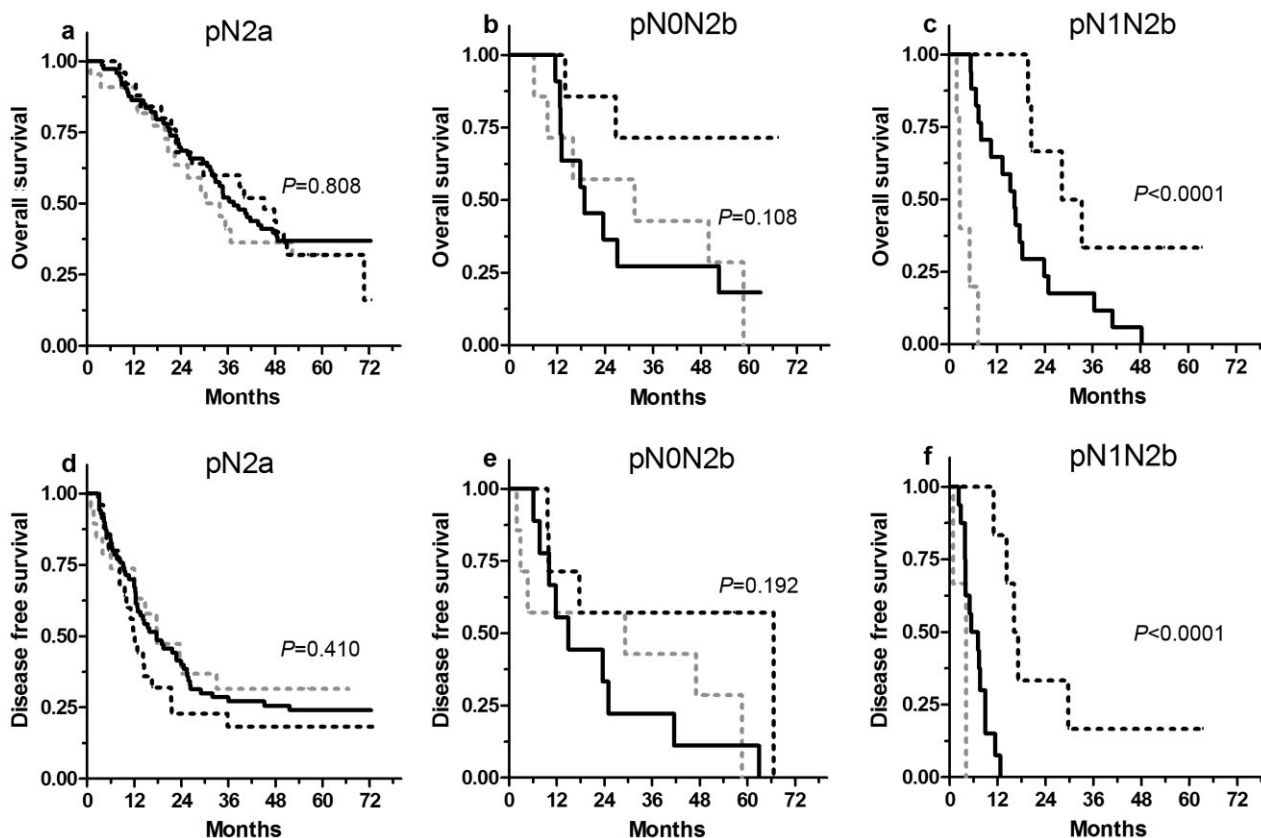 a pN2a
1.00
0.75
0.50
0.25
0.00
Overall survival
P=0.808
0 12 24 36 48 60 72
Months
b pN0N2b
1.00
0.75
0.50
0.25
0.00
Overall survival
P=0.108
0 12 24 36 48 60 72
Months
c pN1N2b
1.00
0.75
0.50
0.25
0.00
Overall survival
P<0.0001
0 12 24 36 48 60 72
Months
d pN2a
1.00
0.75
0.50
0.25
0.00
Disease free survival
P=0.410
0 12 24 36 48 60 72
Months
e pN0N2b
1.00
0.75
0.50
0.25
0.00
Disease free survival
P=0.192
0 12 24 36 48 60 72
Months
f pN1N2b
1.00
0.75
0.50
0.25
0.00
Disease free survival
P<0.0001
0 12 24 36 48 60 72
Months